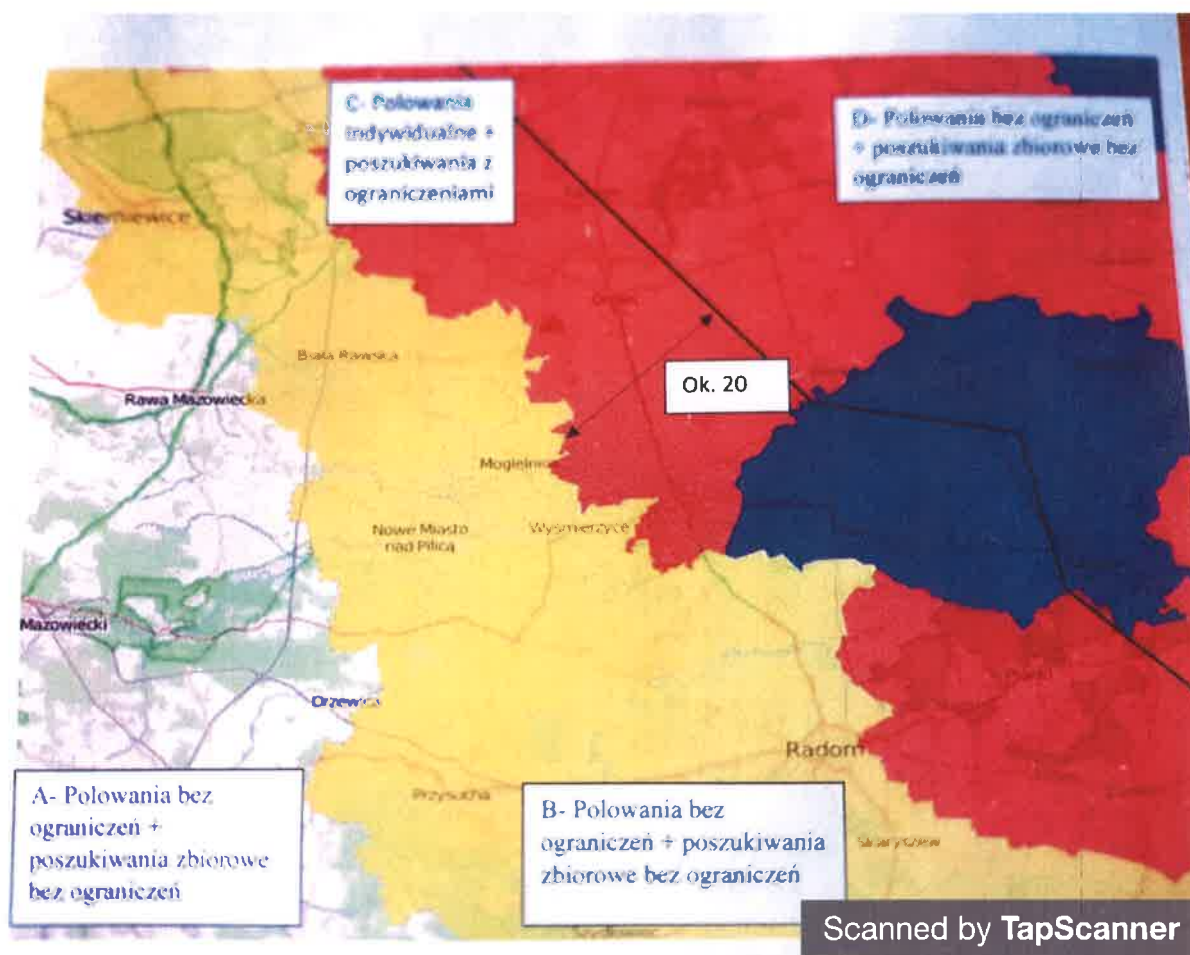 C- Polowania
indywidualne +
poszukiwania z
ograniczeniami
D- Polowania bez ograniczeń
+ poszukiwania zbiorowe bez
ograniczeń
Skierniewice
Biała Rawska
Rawa Mazowiecka
Ok. 20
Mogielnica
Nowe Miasto
nad Pilicą
Wyśmierzyce
Mazowiecki
Drzewica
Radom
Przysucha
Skaryszew
A- Polowania bez
ograniczeń +
poszukiwania zbiorowe
bez ograniczeń
B- Polowania bez
ograniczeń + poszukiwania
zbiorowe bez ograniczeń
Scanned by TapScanner